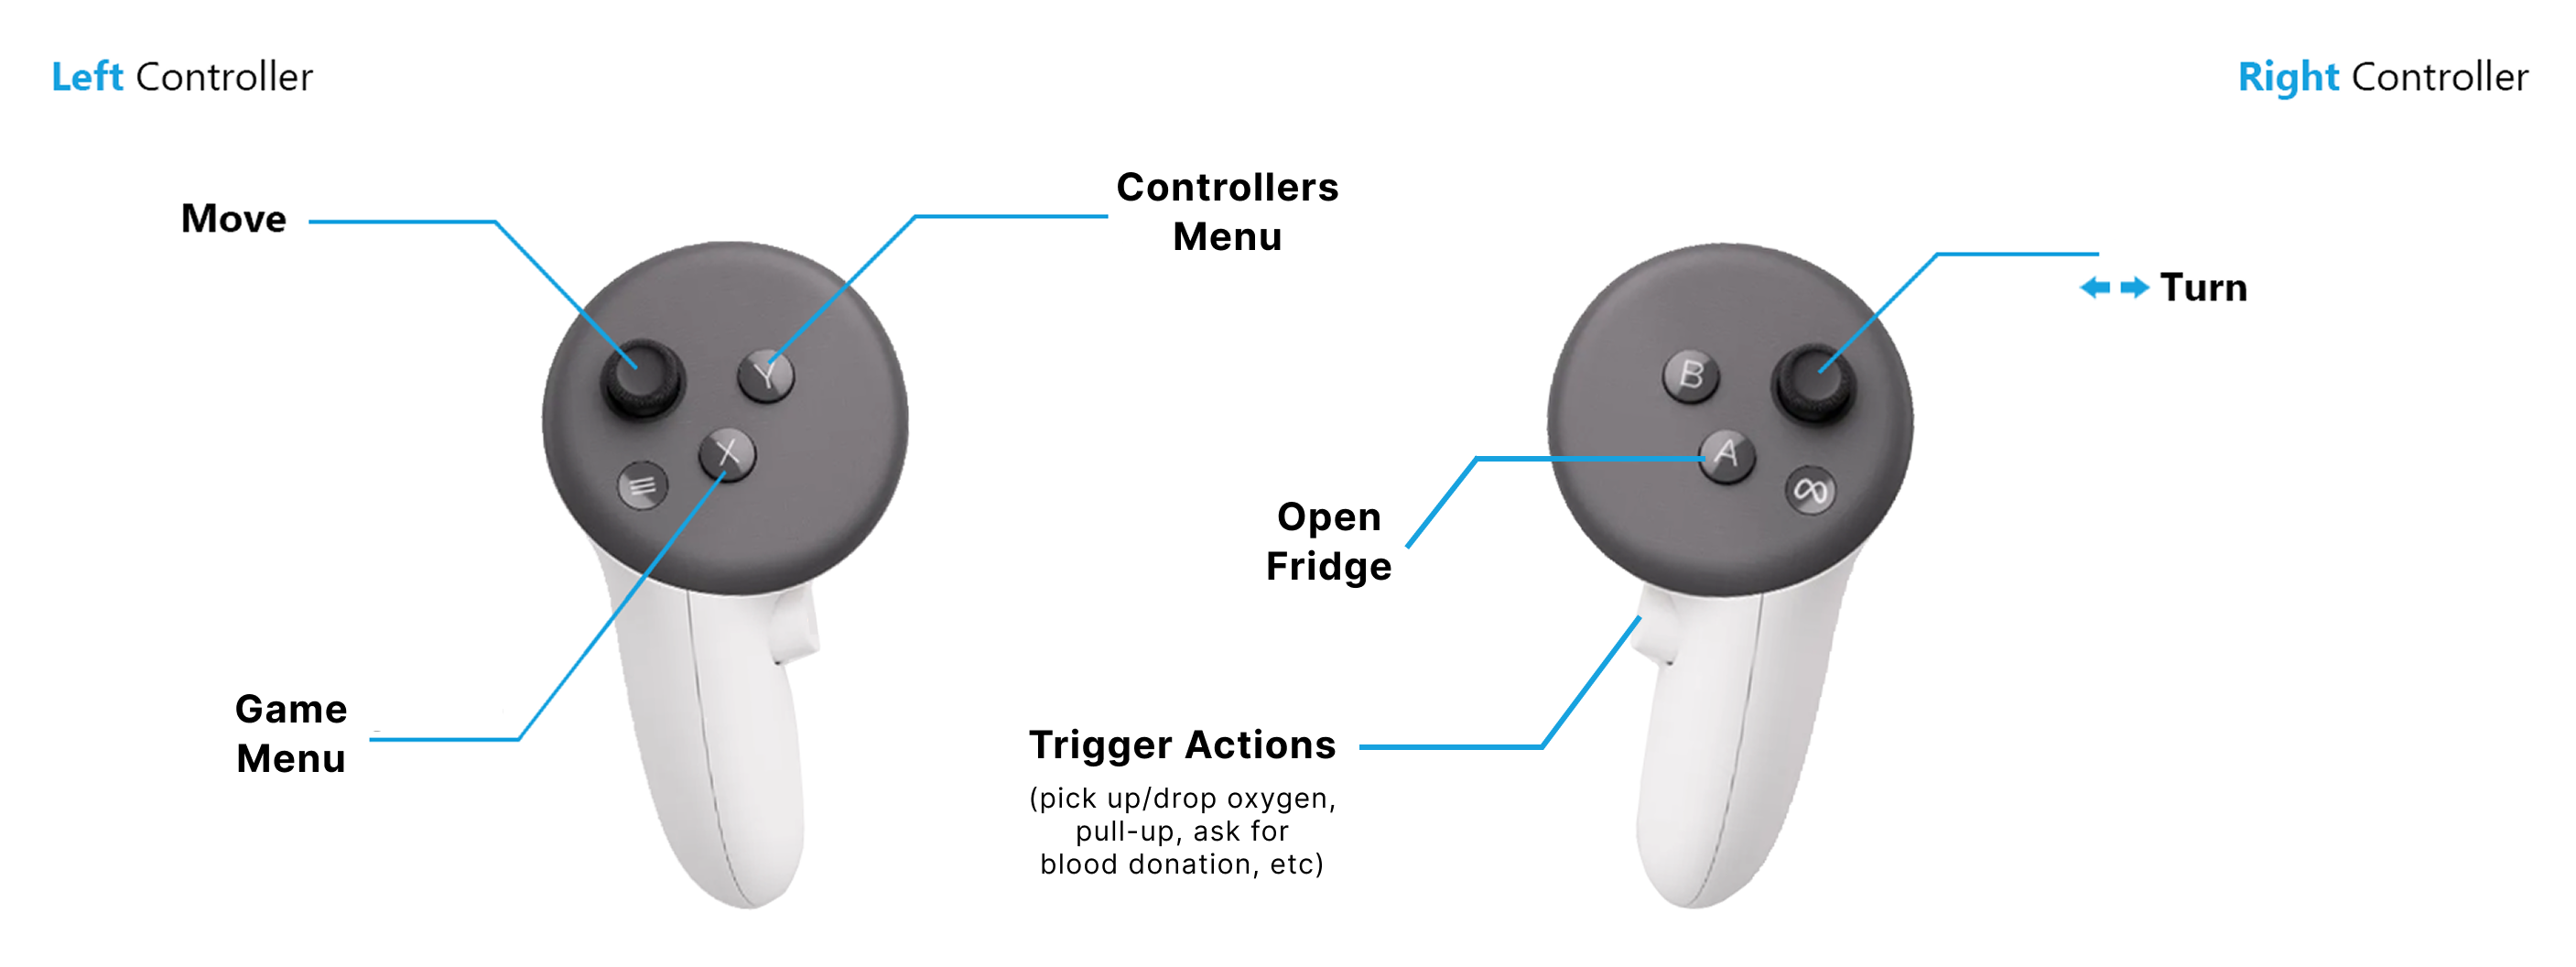 Left Controller
Right Controller
Move
Controllers
Menu
Turn
Y
X
B
A
Open
Fridge
Game
Menu
Trigger Actions
(pick up/drop oxygen,
pull-up, ask for
blood donation, etc)